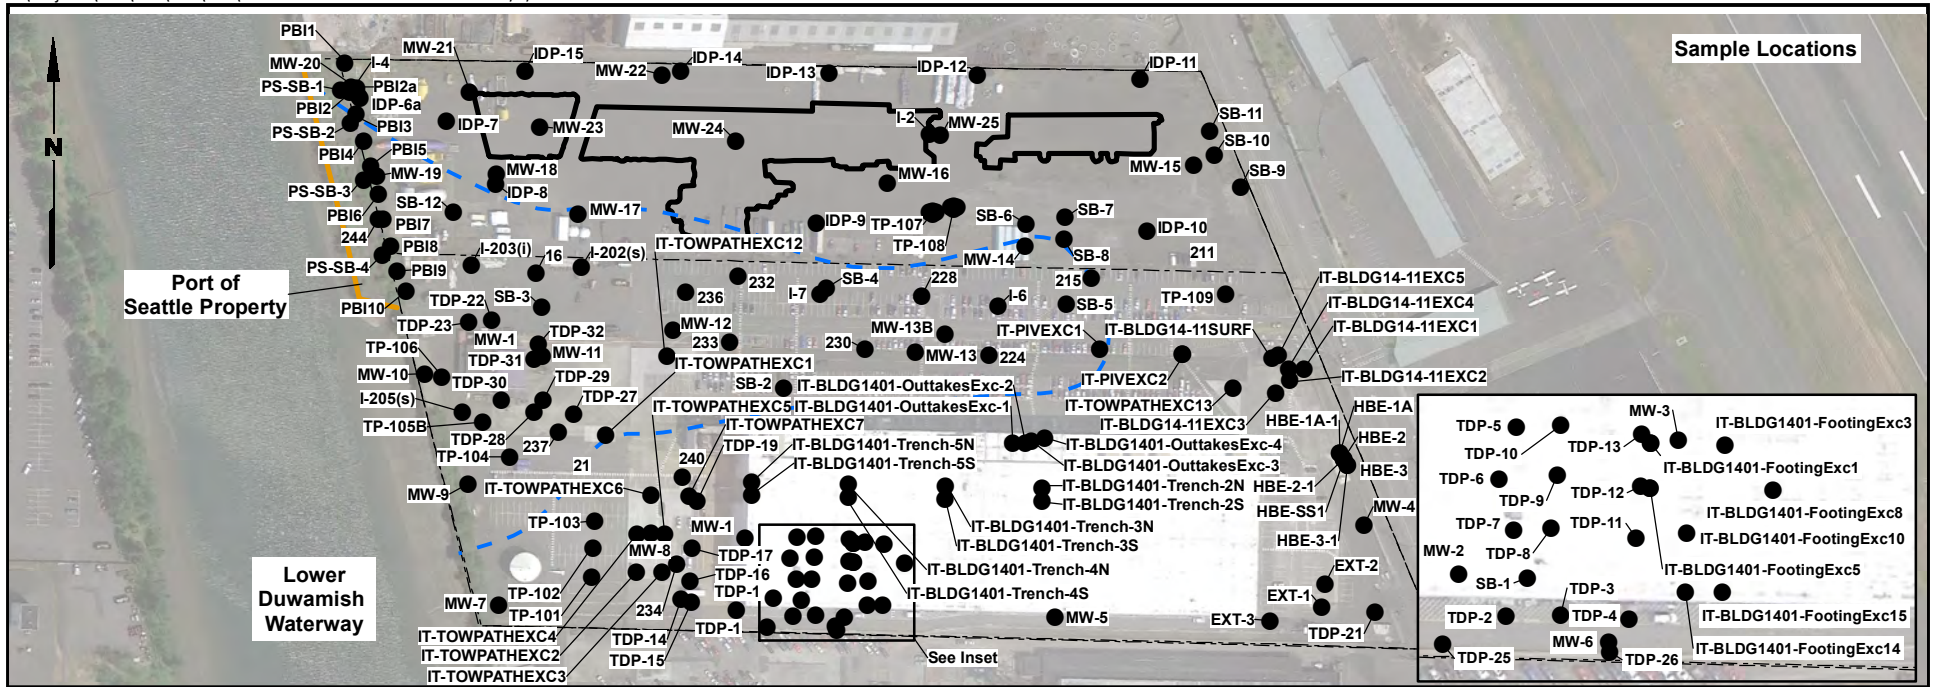 Sample Locations
N
Port of
Seattle Property
Lower
Duwamish
Waterway
See Inset
PBI1
MW-20
I-4
PS-SB-1
PBI2a
PBI2
IDP-6a
PS-SB-2
PBI3
PBI4
PBI5
MW-19
PS-SB-3
PBI6
PBI7
244
PBI8
PS-SB-4
PBI9
PBI10
MW-21
IDP-15
MW-22
IDP-14
IDP-13
IDP-12
IDP-11
IDP-7
MW-23
MW-24
I-2
MW-25
SB-11
SB-10
MW-15
SB-9
MW-18
IDP-8
MW-16
SB-12
MW-17
IDP-9
TP-107
TP-108
SB-6
SB-7
IDP-10
MW-14
SB-8
211
IT-TOWPATHEXC12
I-203(i)
16
I-202(s)
232
236
I-7
SB-4
228
I-6
215
SB-5
TP-109
IT-BLDG14-11EXC5
IT-BLDG14-11EXC4
IT-BLDG14-11EXC1
IT-BLDG14-11SURF
IT-BLDG14-11EXC2
IT-BLDG14-11EXC3
TDP-22
SB-3
TDP-23
MW-1
TDP-32
TDP-31
MW-11
MW-12
233
MW-13B
230
MW-13
224
IT-PIVEXC1
IT-PIVEXC2
IT-TOWPATHEXC13
TP-106
MW-10
TDP-30
TDP-29
I-205(s)
TDP-27
TP-105B
TDP-28
237
TP-104
21
IT-TOWPATHEXC1
SB-2
IT-BLDG1401-OuttakesExc-2
IT-TOWPATHEXC5
IT-BLDG1401-OuttakesExc-1
IT-TOWPATHEXC7
TDP-19
IT-BLDG1401-Trench-5N
IT-BLDG1401-Trench-5S
IT-BLDG1401-OuttakesExc-4
IT-BLDG1401-OuttakesExc-3
IT-BLDG1401-Trench-2N
IT-BLDG1401-Trench-2S
IT-BLDG1401-Trench-3N
IT-BLDG1401-Trench-3S
IT-BLDG1401-Trench-4N
IT-BLDG1401-Trench-4S
240
MW-9
IT-TOWPATHEXC6
TP-103
MW-1
MW-8
TDP-17
TDP-16
TDP-1
TP-102
MW-7
TP-101
234
TDP-14
TDP-1
TDP-15
IT-TOWPATHEXC4
IT-TOWPATHEXC2
IT-TOWPATHEXC3
MW-5
HBE-1A
HBE-1A-1
HBE-2
HBE-3
HBE-2-1
HBE-SS1
HBE-3-1
MW-4
EXT-2
EXT-1
EXT-3
TDP-21
TDP-5
MW-3
IT-BLDG1401-FootingExc3
TDP-13
TDP-10
IT-BLDG1401-FootingExc1
TDP-6
TDP-9
TDP-12
IT-BLDG1401-FootingExc8
TDP-7
TDP-11
IT-BLDG1401-FootingExc10
MW-2
TDP-8
IT-BLDG1401-FootingExc5
SB-1
TDP-3
TDP-2
TDP-4
IT-BLDG1401-FootingExc15
MW-6
IT-BLDG1401-FootingExc14
TDP-25
TDP-26